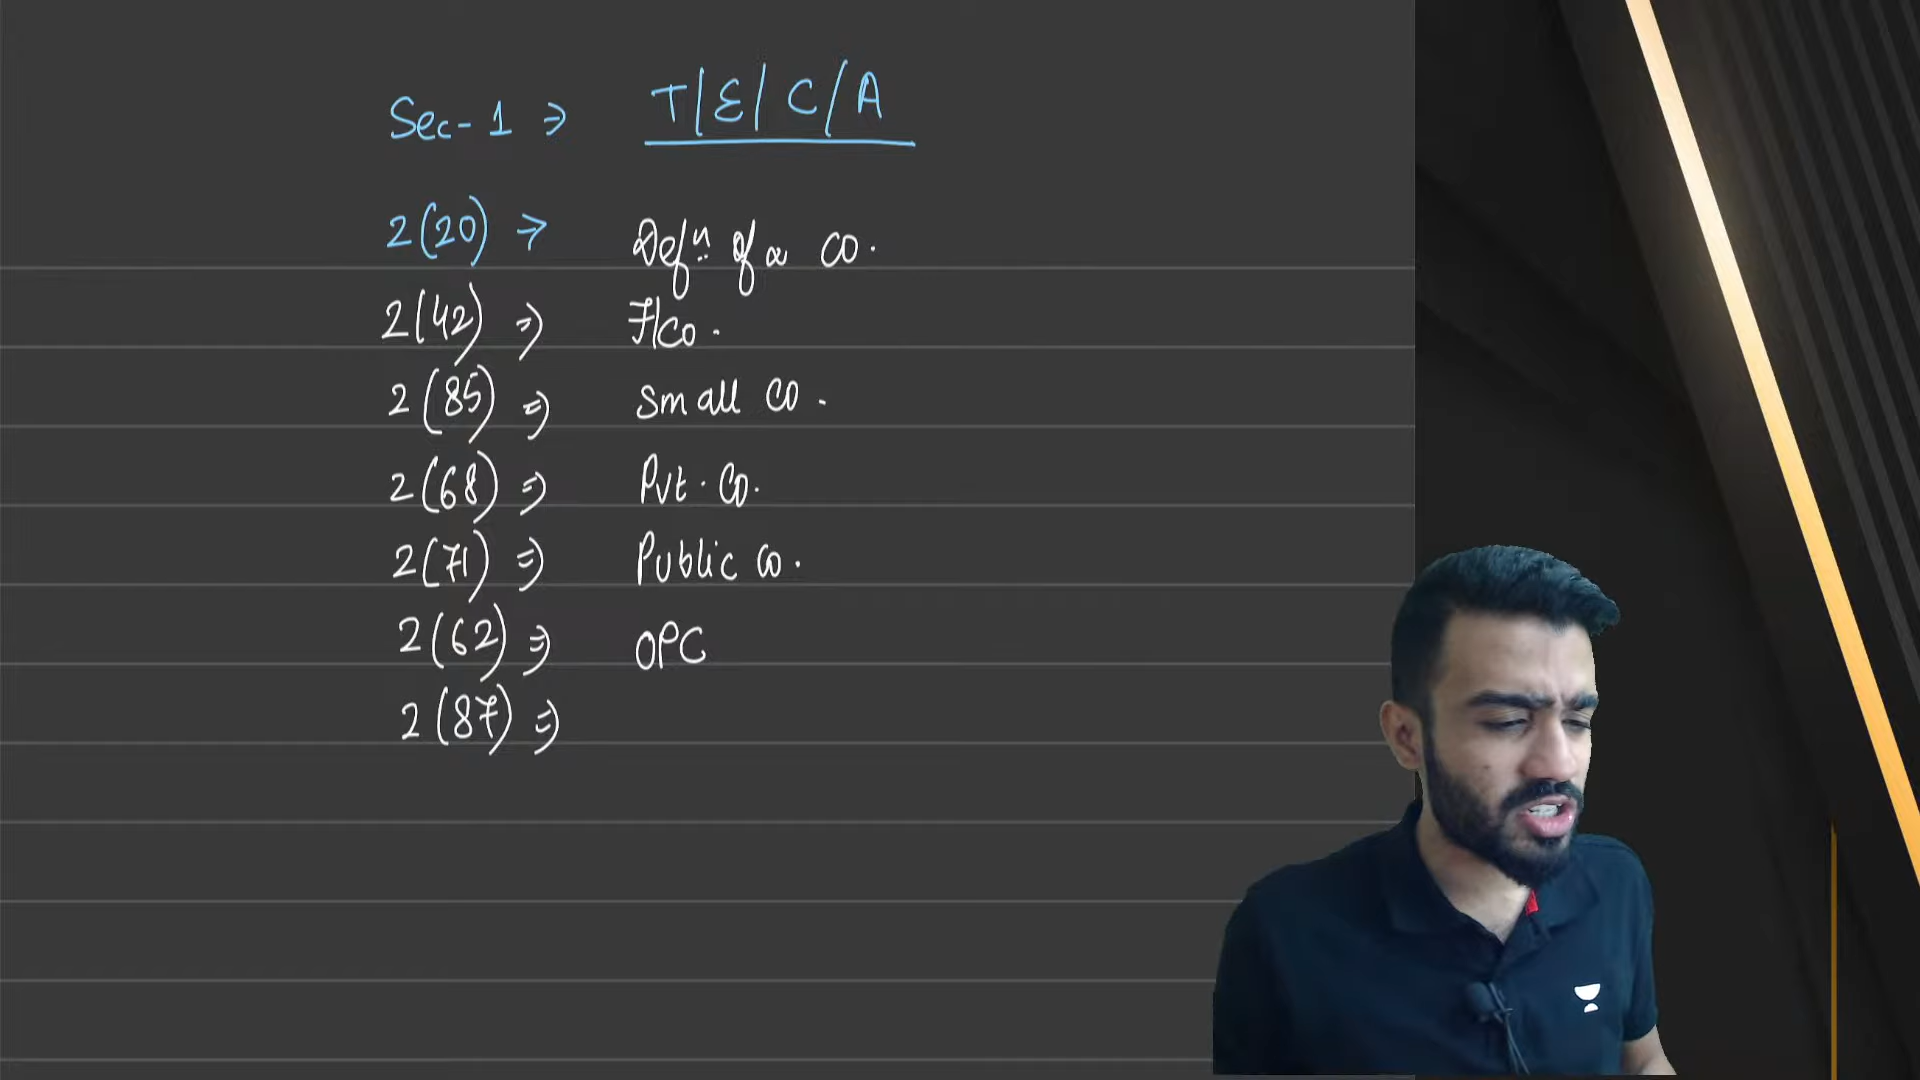 Sec-1 ⇒ T/E/C/A
2(20) ⇒ Defⁿ of a co.
2(42) ⇒ F/Co.
2(85) ⇒ Small co.
2(68) ⇒ Pvt. Co.
2(71) ⇒ Public co.
2(62) ⇒ OPC
2(87) ⇒